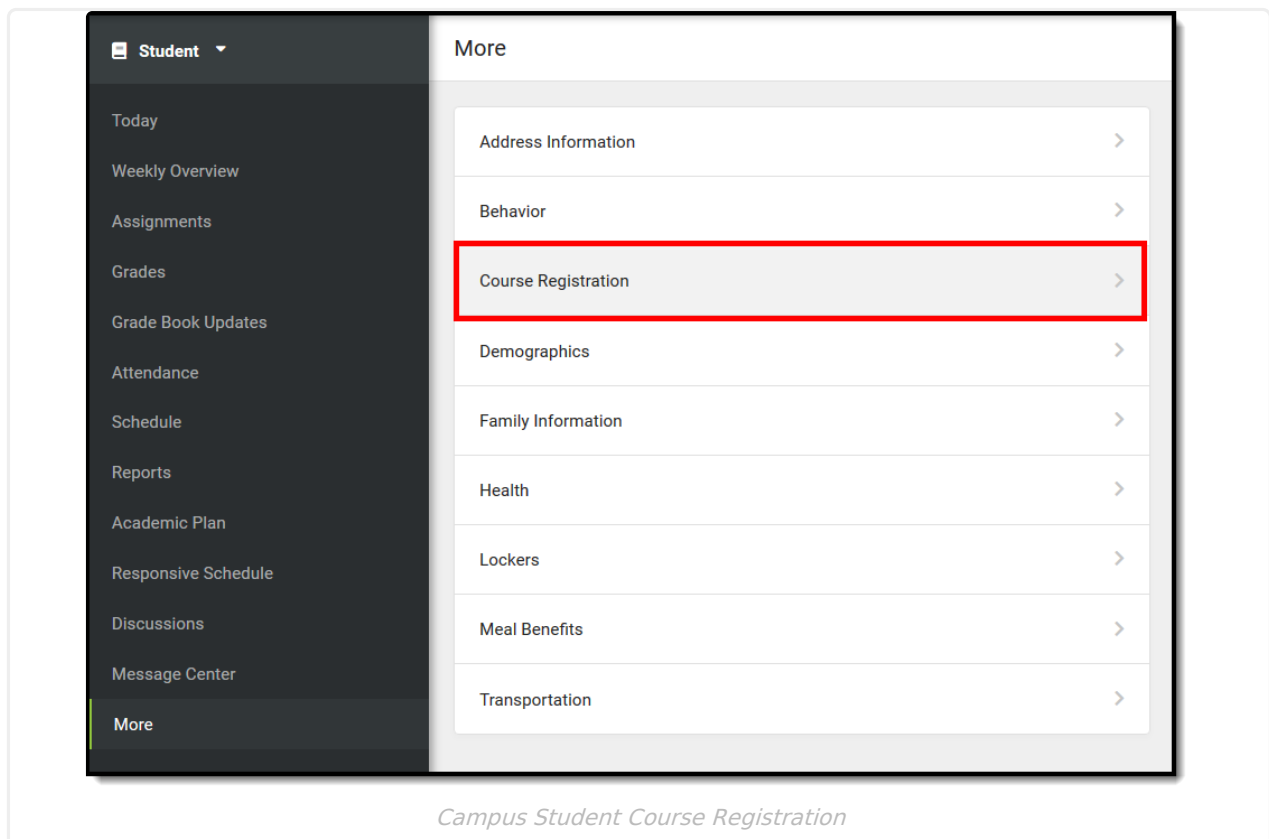 Student
Today
Weekly Overview
Assignments
Grades
Grade Book Updates
Attendance
Schedule
Reports
Academic Plan
Responsive Schedule
Discussions
Message Center
More
More
Address Information
Behavior
Course Registration
Demographics
Family Information
Health
Lockers
Meal Benefits
Transportation
Campus Student Course Registration